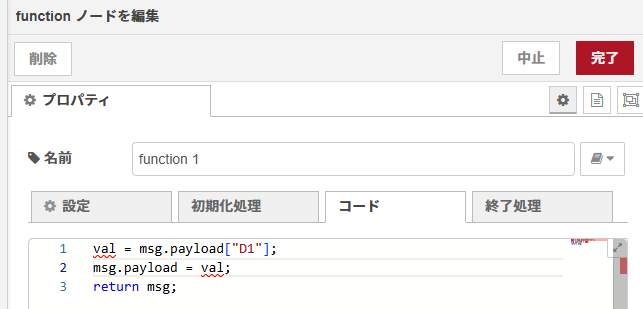 function ノードを編集
削除 中止 完了
プロパティ
名前 function 1
設定 初期化処理 コード 終了処理
1 val = msg.payload["D1"];
2 msg.payload = val;
3 return msg;